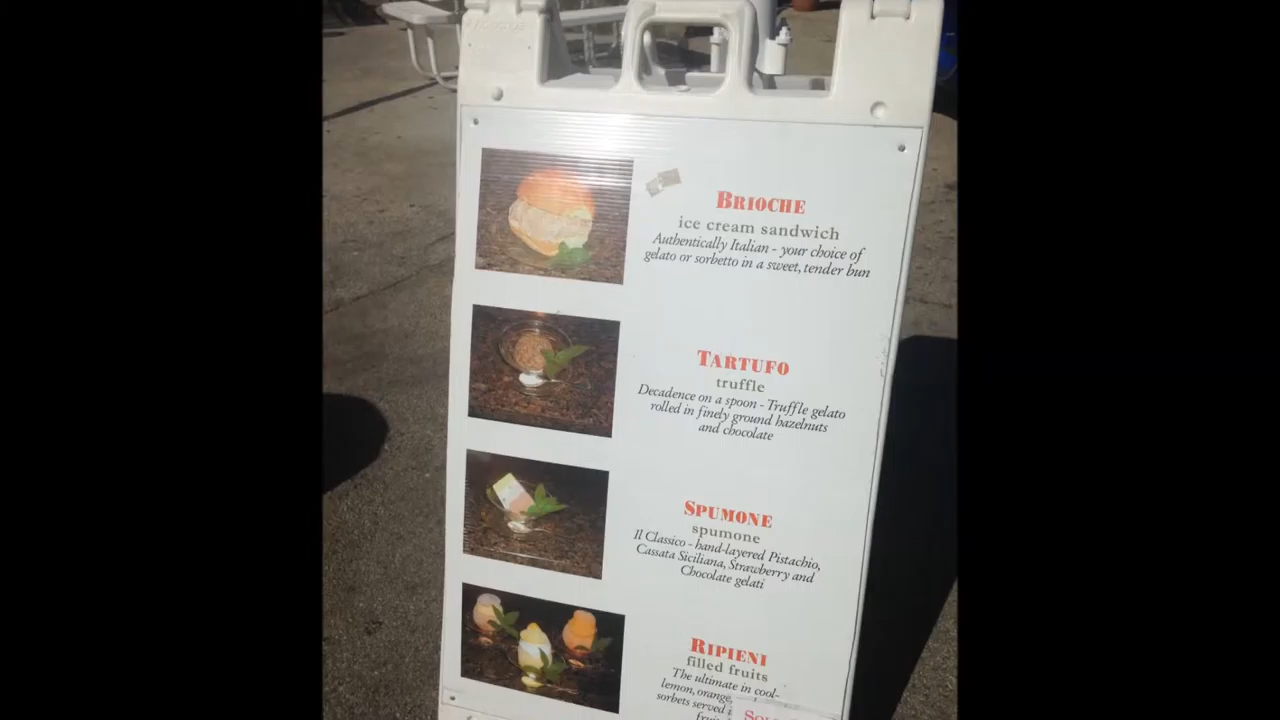 BRIOCHE
ice cream sandwich
Authentically Italian - your choice of
gelato or sorbetto in a sweet, tender bun
TARTUFO
truffle
Decadence on a spoon - Truffle gelato
rolled in finely ground hazelnuts
and chocolate
SPUMONE
spumone
Il Classico - hand-layered Pistachio,
Cassata Siciliana, Strawberry and
Chocolate gelati
RIPIENI
filled fruits
The ultimate in cool-
lemon, orange
sorbets served